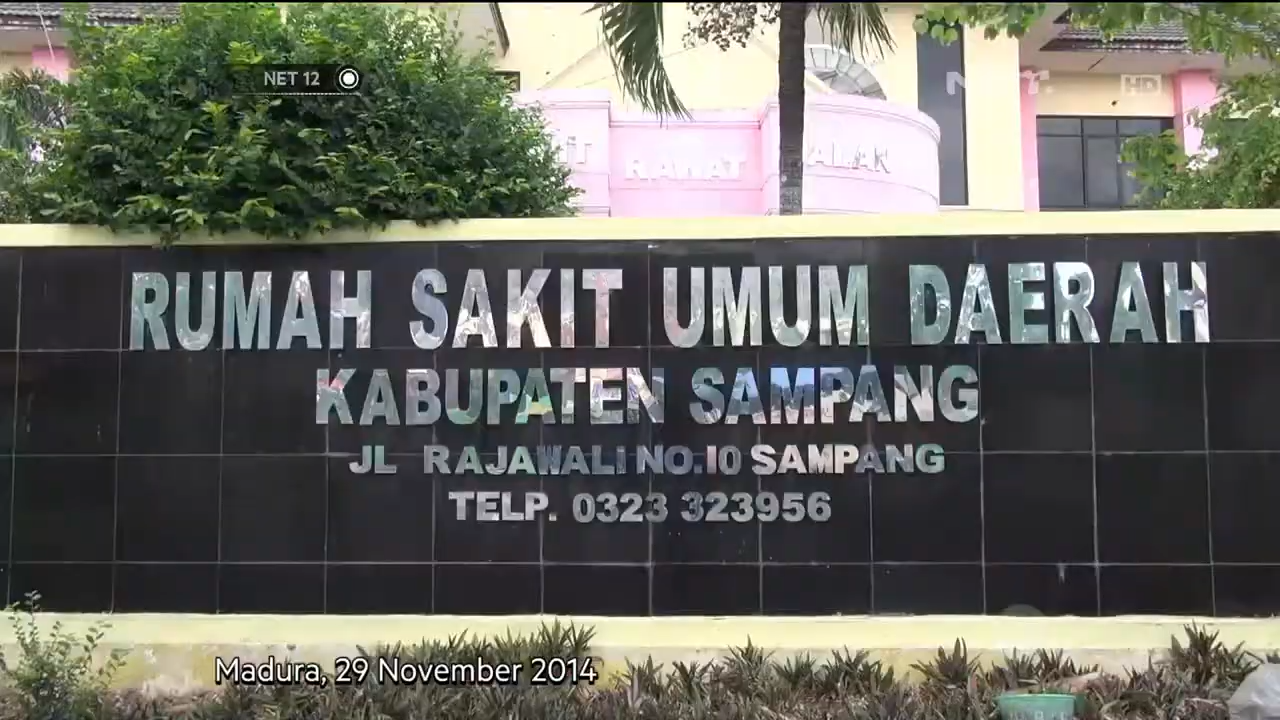 NET 12
HD
RAWAT
RUMAH SAKIT UMUM DAERAH
KABUPATEN SAMPANG
JL RAJAWALi NO.10 SAMPANG
TELP. 0323 323956
Madura, 29 November 2014